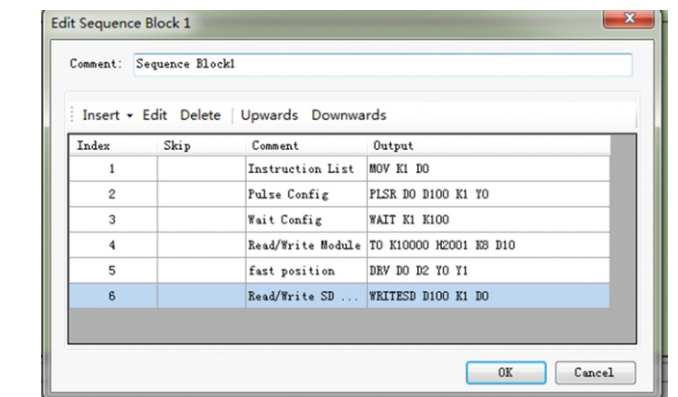 Edit Sequence Block 1
Comment: Sequence Block1
Insert Edit Delete Upwards Downwards
Index Skip Comment Output
1 Instruction List MOV K1 D0
2 Pulse Config PLSR D0 D100 K1 Y0
3 Wait Config WAIT K1 K100
4 Read/Write Module TO K10000 H2001 K8 D10
5 fast position DRV D0 D2 Y0 Y1
6 Read/Write SD ... WRITESD D100 K1 D0
OK Cancel